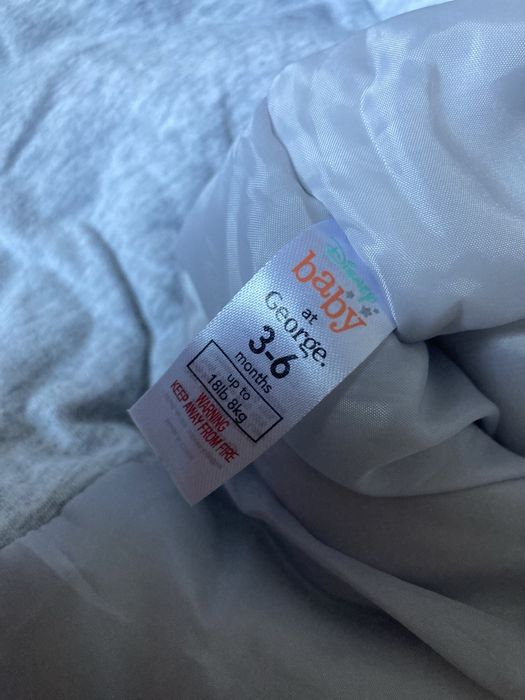 Disney
baby
at
George.
3-6
months
up to
18lb 8kg
WARNING
KEEP AWAY FROM FIRE